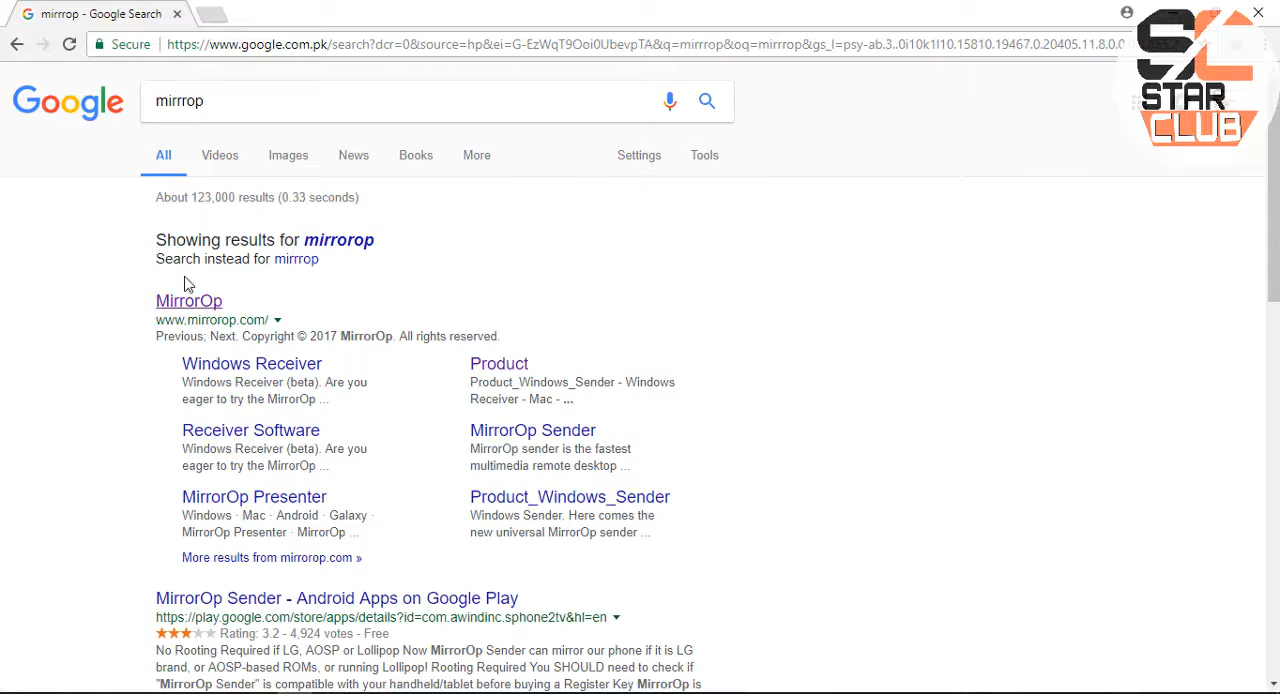 mirrrop - Google Search
Secure https://www.google.com.pk/search?dcr=0&source=hp&ei=G-EzWqT9Ooi0UbevpTA&q=mirrrop&oq=mirrrop&gs_l=psy-ab.3..0i10k1l10.15810.19467.0.20405.11.8.0.0
SC
STAR
CLUB
Google mirrrop
All Videos Images News Books More Settings Tools
About 123,000 results (0.33 seconds)
Showing results for mirrorop
Search instead for mirrrop
MirrorOp
www.mirrorop.com/
Previous; Next. Copyright © 2017 MirrorOp. All rights reserved.
Windows Receiver
Windows Receiver (beta). Are you
eager to try the MirrorOp ...
Product
Product_Windows_Sender - Windows
Receiver - Mac - ...
Receiver Software
Windows Receiver (beta). Are you
eager to try the MirrorOp ...
MirrorOp Sender
MirrorOp sender is the fastest
multimedia remote desktop ...
MirrorOp Presenter
Windows · Mac · Android · Galaxy ·
MirrorOp Presenter · MirrorOp ...
Product_Windows_Sender
Windows Sender. Here comes the
new universal MirrorOp sender ...
More results from mirrorop.com »
MirrorOp Sender - Android Apps on Google Play
https://play.google.com/store/apps/details?id=com.awindinc.sphone2tv&hl=en
Rating: 3.2 - 4,924 votes - Free
No Rooting Required if LG, AOSP or Lollipop Now MirrorOp Sender can mirror our phone if it is LG
brand, or AOSP-based ROMs, or running Lollipop! Rooting Required You SHOULD need to check if
"MirrorOp Sender" is compatible with your handheld/tablet before buying a Register Key MirrorOp is